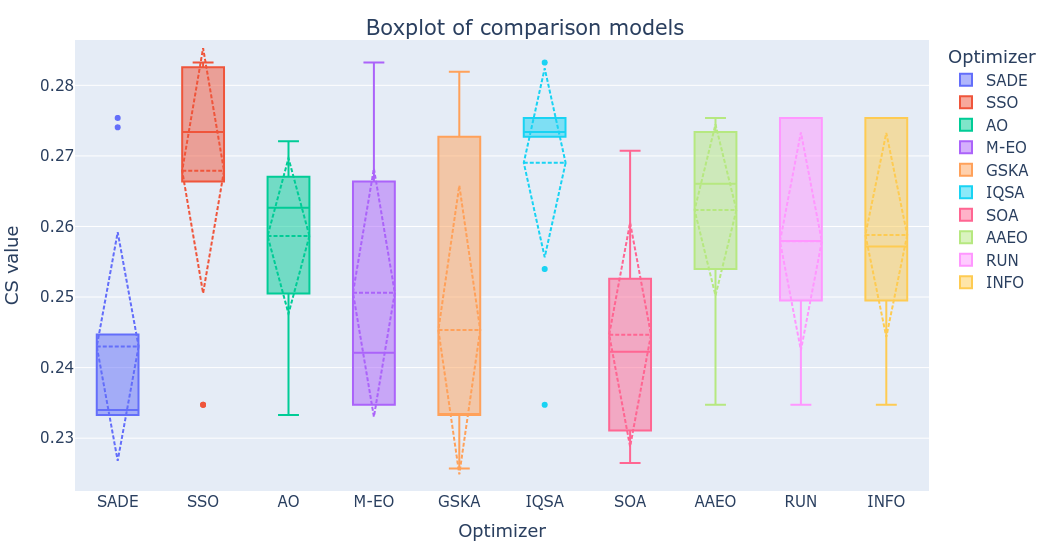 Boxplot of comparison models
CS value
0.28
0.27
0.26
0.25
0.24
0.23
SADE SSO AO M-EO GSKA IQSA SOA AAEO RUN INFO
Optimizer
Optimizer
SADE
SSO
AO
M-EO
GSKA
IQSA
SOA
AAEO
RUN
INFO